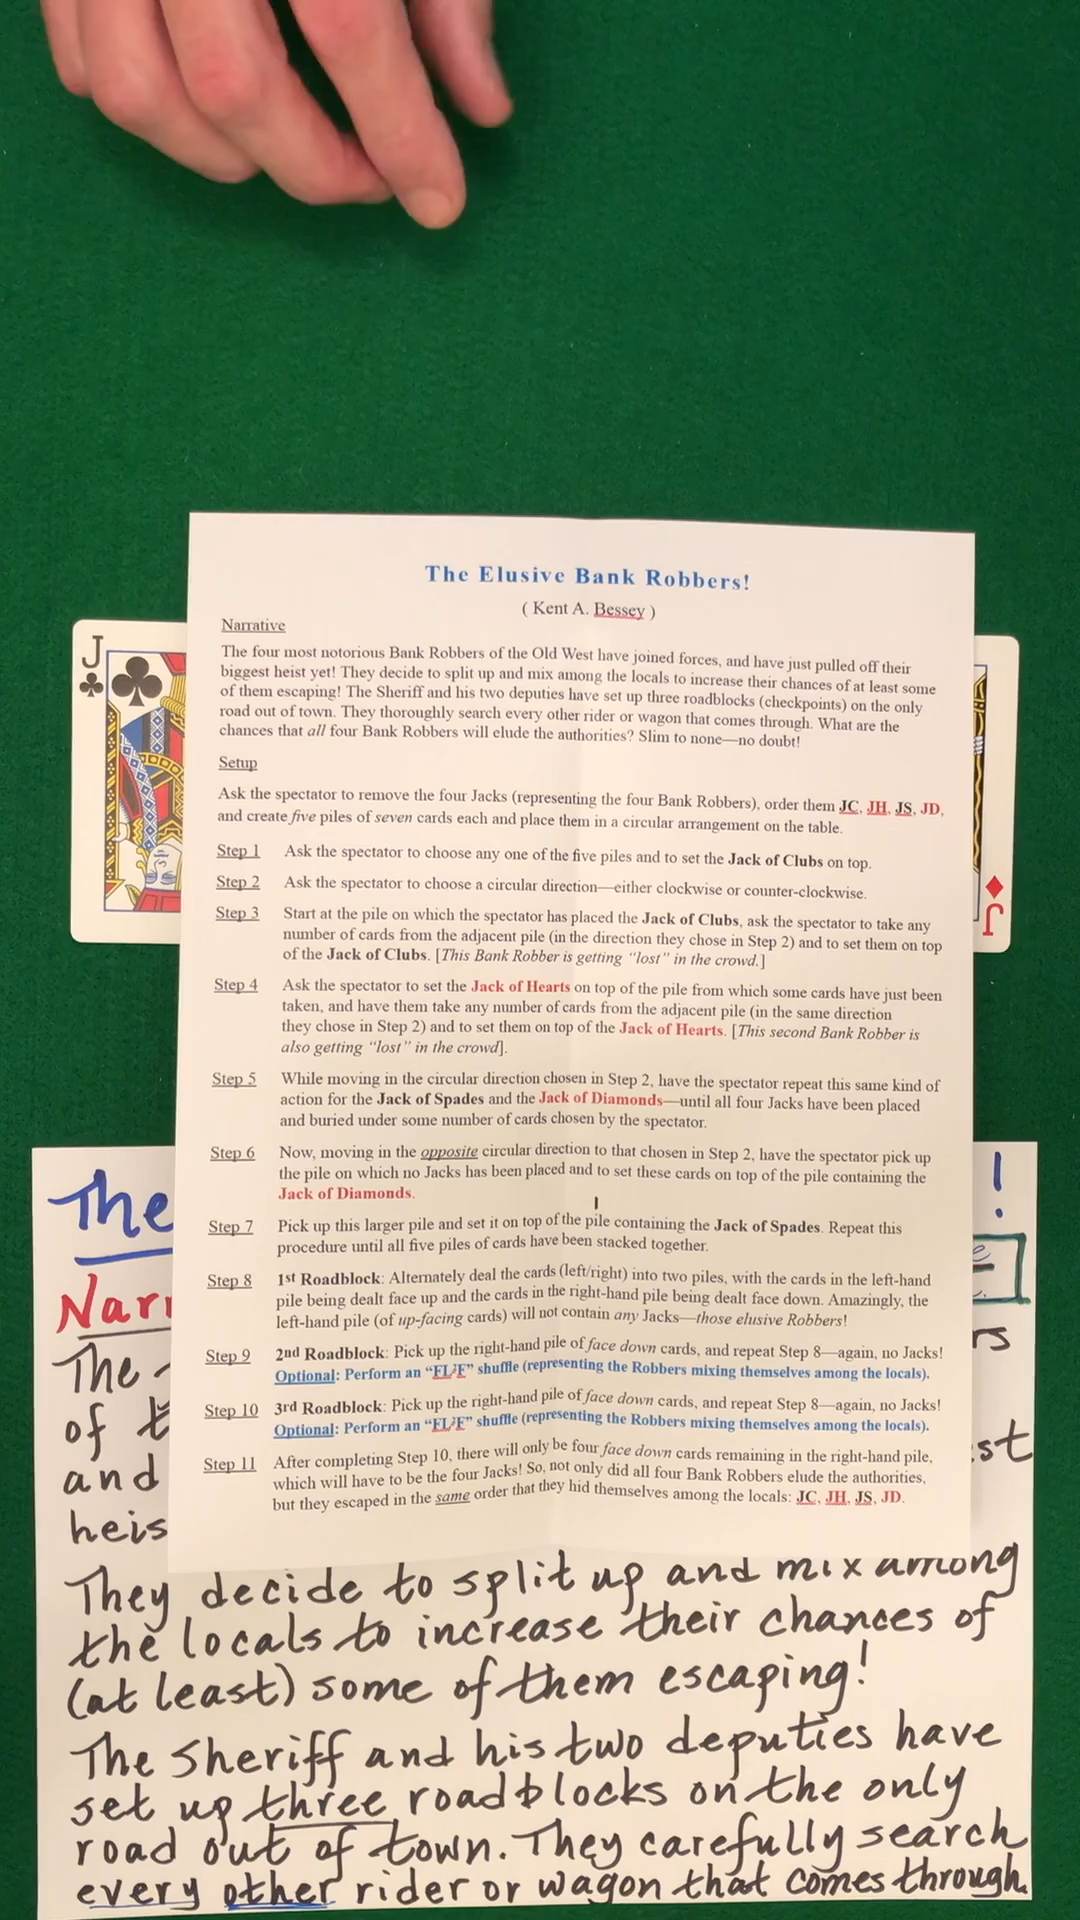 The Elusive Bank Robbers!
( Kent A. Bessey )
Narrative
The four most notorious Bank Robbers of the Old West have joined forces, and have just pulled off their
biggest heist yet! They decide to split up and mix among the locals to increase their chances of at least some
of them escaping! The Sheriff and his two deputies have set up three roadblocks (checkpoints) on the only
road out of town. They thoroughly search every other rider or wagon that comes through. What are the
chances that all four Bank Robbers will elude the authorities? Slim to none—no doubt!
Setup
Ask the spectator to remove the four Jacks (representing the four Bank Robbers), order them JC, JH, JS, JD,
and create five piles of seven cards each and place them in a circular arrangement on the table.
Step 1 Ask the spectator to choose any one of the five piles and to set the Jack of Clubs on top.
Step 2 Ask the spectator to choose a circular direction—either clockwise or counter-clockwise.
Step 3 Start at the pile on which the spectator has placed the Jack of Clubs, ask the spectator to take any
number of cards from the adjacent pile (in the direction they chose in Step 2) and to set them on top
of the Jack of Clubs. [This Bank Robber is getting "lost" in the crowd.]
Step 4 Ask the spectator to set the Jack of Hearts on top of the pile from which some cards have just been
taken, and have them take any number of cards from the adjacent pile (in the same direction
they chose in Step 2) and to set them on top of the Jack of Hearts. [This second Bank Robber is
also getting "lost" in the crowd].
Step 5 While moving in the circular direction chosen in Step 2, have the spectator repeat this same kind of
action for the Jack of Spades and the Jack of Diamonds—until all four Jacks have been placed
and buried under some number of cards chosen by the spectator.
Step 6 Now, moving in the opposite circular direction to that chosen in Step 2, have the spectator pick up
the pile on which no Jacks has been placed and to set these cards on top of the pile containing the
Jack of Diamonds.
Step 7 Pick up this larger pile and set it on top of the pile containing the Jack of Spades. Repeat this
procedure until all five piles of cards have been stacked together.
Step 8 1st Roadblock: Alternately deal the cards (left/right) into two piles, with the cards in the left-hand
pile being dealt face up and the cards in the right-hand pile being dealt face down. Amazingly, the
left-hand pile (of up-facing cards) will not contain any Jacks—those elusive Robbers!
Step 9 2nd Roadblock: Pick up the right-hand pile of face down cards, and repeat Step 8—again, no Jacks!
Optional: Perform an "FL²F" shuffle (representing the Robbers mixing themselves among the locals).
Step 10 3rd Roadblock: Pick up the right-hand pile of face down cards, and repeat Step 8—again, no Jacks!
Optional: Perform an "FL²F" shuffle (representing the Robbers mixing themselves among the locals).
Step 11 After completing Step 10, there will only be four face down cards remaining in the right-hand pile,
which will have to be the four Jacks! So, not only did all four Bank Robbers elude the authorities,
but they escaped in the same order that they hid themselves among the locals: JC, JH, JS, JD.
J
J
The !
Narr
The rs
of t
and st
heis
They decide to split up and mix among
the locals to increase their chances of
(at least) some of them escaping!
The Sheriff and his two deputies have
set up three roadblocks on the only
road out of town. They carefully search
every other rider or wagon that comes through.